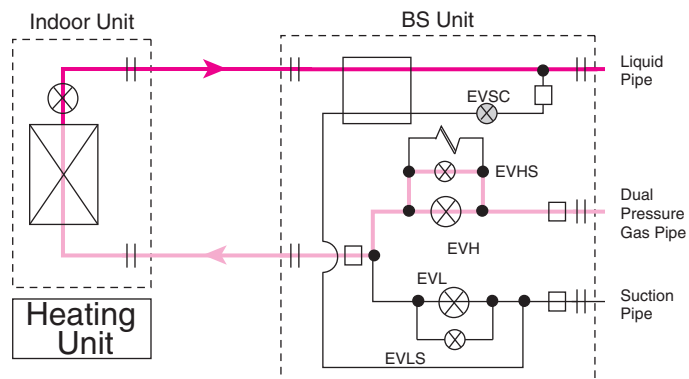 Indoor Unit
BS Unit
Liquid
Pipe
EVSC
EVHS
Dual
Pressure
Gas Pipe
EVH
EVL
Suction
Pipe
EVLS
Heating
Unit